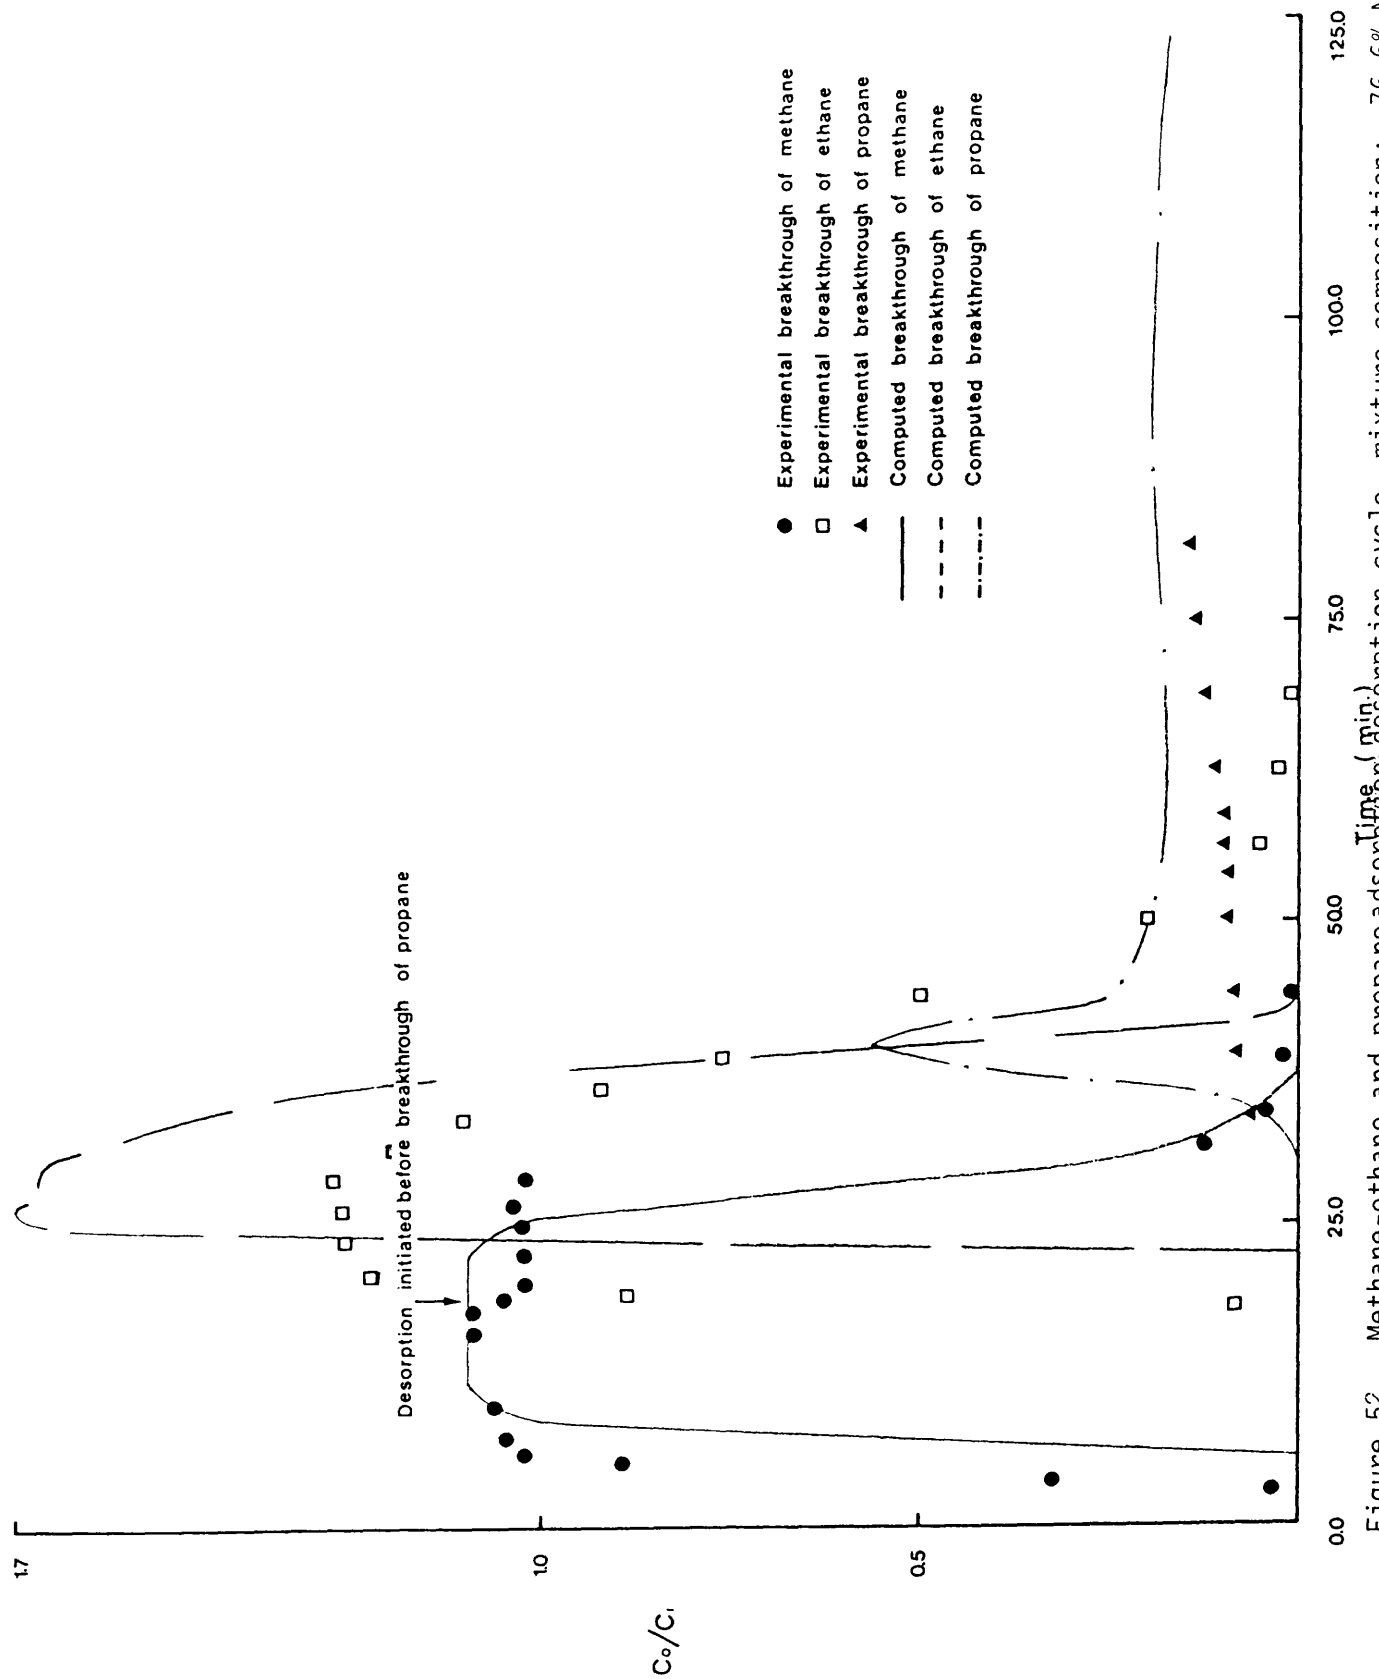 1.7
1.0
0.5
Co/Ci
Desorption initiated before breakthrough of propane
Experimental breakthrough of methane
Experimental breakthrough of ethane
Experimental breakthrough of propane
Computed breakthrough of methane
Computed breakthrough of ethane
Computed breakthrough of propane
0.0
25.0
50.0
75.0
100.0
125.0
Time (min.)
Figure 52 Methane-ethane and propane adsorption desorption cycle mixture composition: